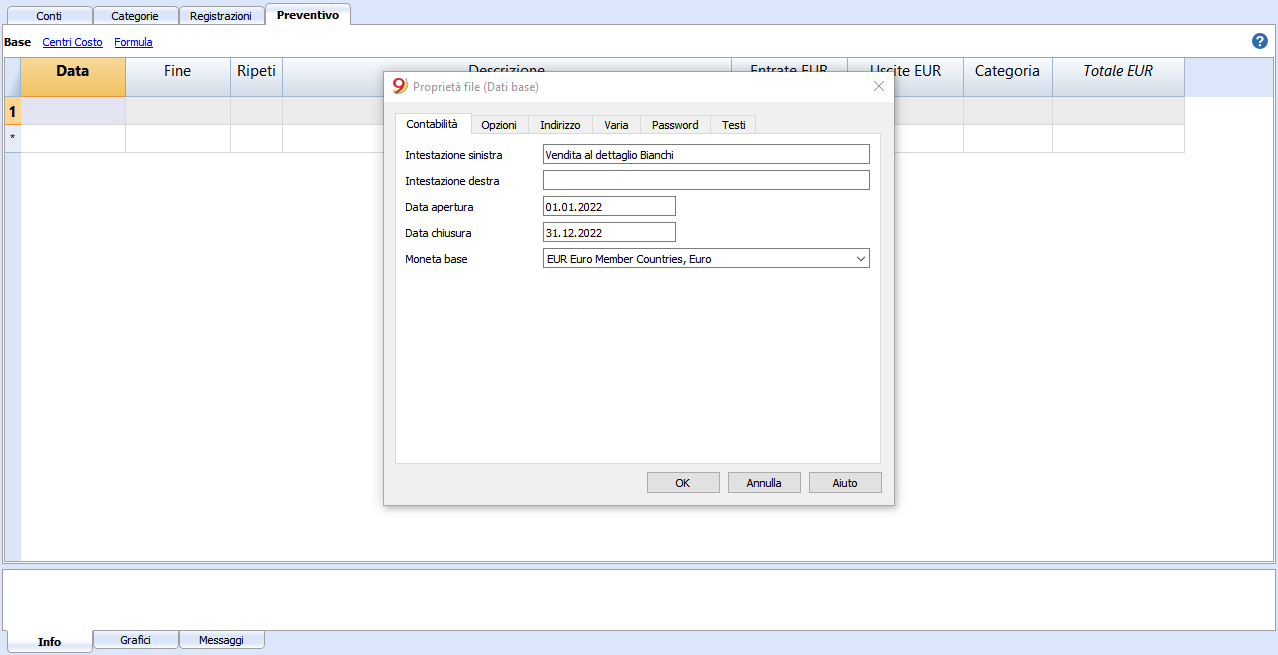 Conti Categorie Registrazioni Preventivo
Base Centri Costo Formula ?
Data Fine Ripeti Descrizione Entrate EUR Uscite EUR Categoria Totale EUR
1
*
9 Proprietà file (Dati base)
Contabilità Opzioni Indirizzo Varia Password Testi
Intestazione sinistra Vendita al dettaglio Bianchi
Intestazione destra
Data apertura 01.01.2022
Data chiusura 31.12.2022
Moneta base EUR Euro Member Countries, Euro
OK Annulla Aiuto
Info Grafici Messaggi